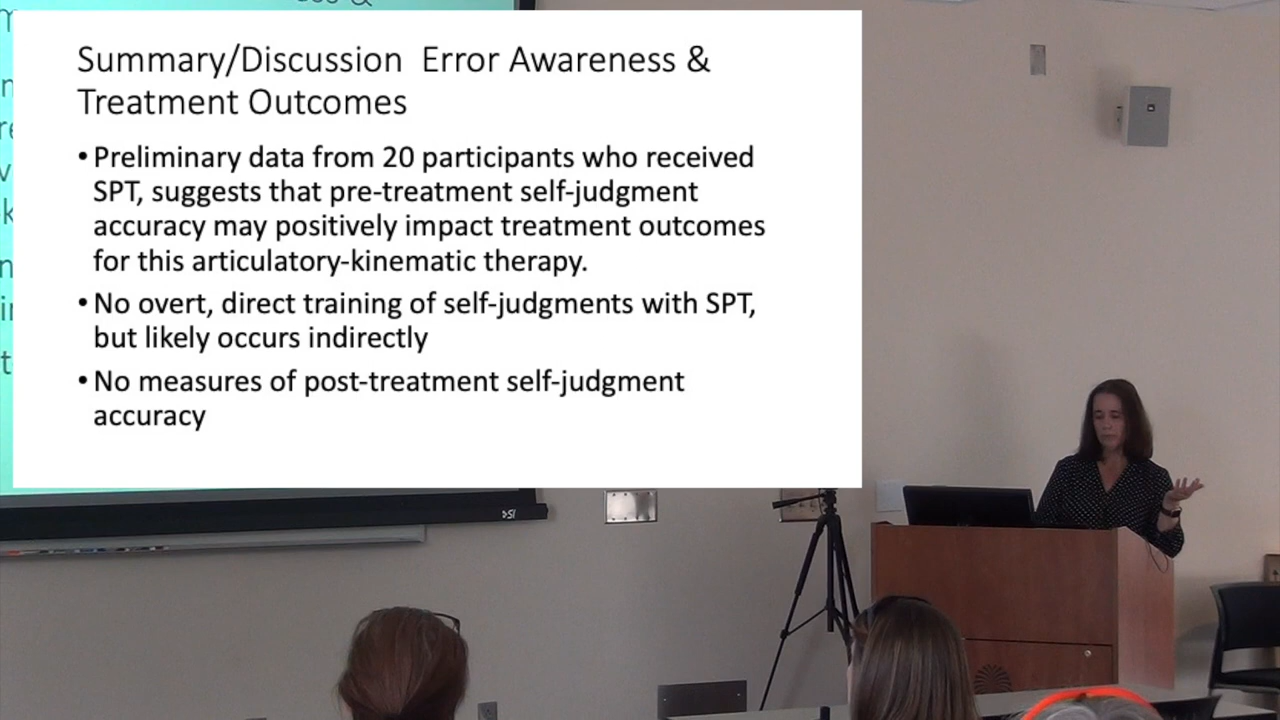 Summary/Discussion Error Awareness &
Treatment Outcomes
• Preliminary data from 20 participants who received
SPT, suggests that pre-treatment self-judgment
accuracy may positively impact treatment outcomes
for this articulatory-kinematic therapy.
• No overt, direct training of self-judgments with SPT,
but likely occurs indirectly
• No measures of post-treatment self-judgment
accuracy